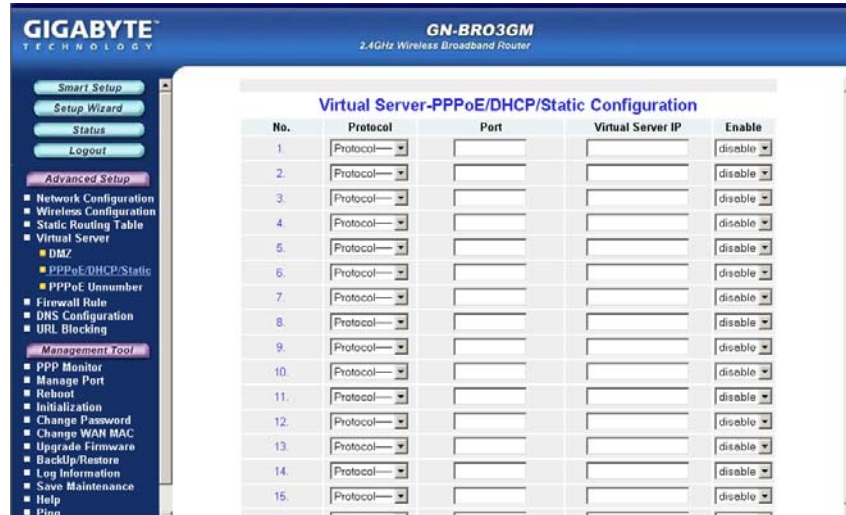 GIGABYTE™
TECHNOLOGY
GN-BRO3GM
2.4GHz Wireless Broadband Router
Smart Setup
Setup Wizard
Status
Logout
Advanced Setup
Network Configuration
Wireless Configuration
Static Routing Table
Virtual Server
DMZ
PPPoE/DHCP/Static
PPPoE Unnumber
Firewall Rule
DNS Configuration
URL Blocking
Management Tool
PPP Monitor
Manage Port
Reboot
Initialization
Change Password
Change WAN MAC
Upgrade Firmware
BackUp/Restore
Log Information
Save Maintenance
Help
Ping
Virtual Server-PPPoE/DHCP/Static Configuration
No. Protocol Port Virtual Server IP Enable
1. Protocol---- disable
2. Protocol---- disable
3. Protocol---- disable
4. Protocol---- disable
5. Protocol---- disable
6. Protocol---- disable
7. Protocol---- disable
8. Protocol---- disable
9. Protocol---- disable
10. Protocol---- disable
11. Protocol---- disable
12. Protocol---- disable
13. Protocol---- disable
14. Protocol---- disable
15. Protocol---- disable